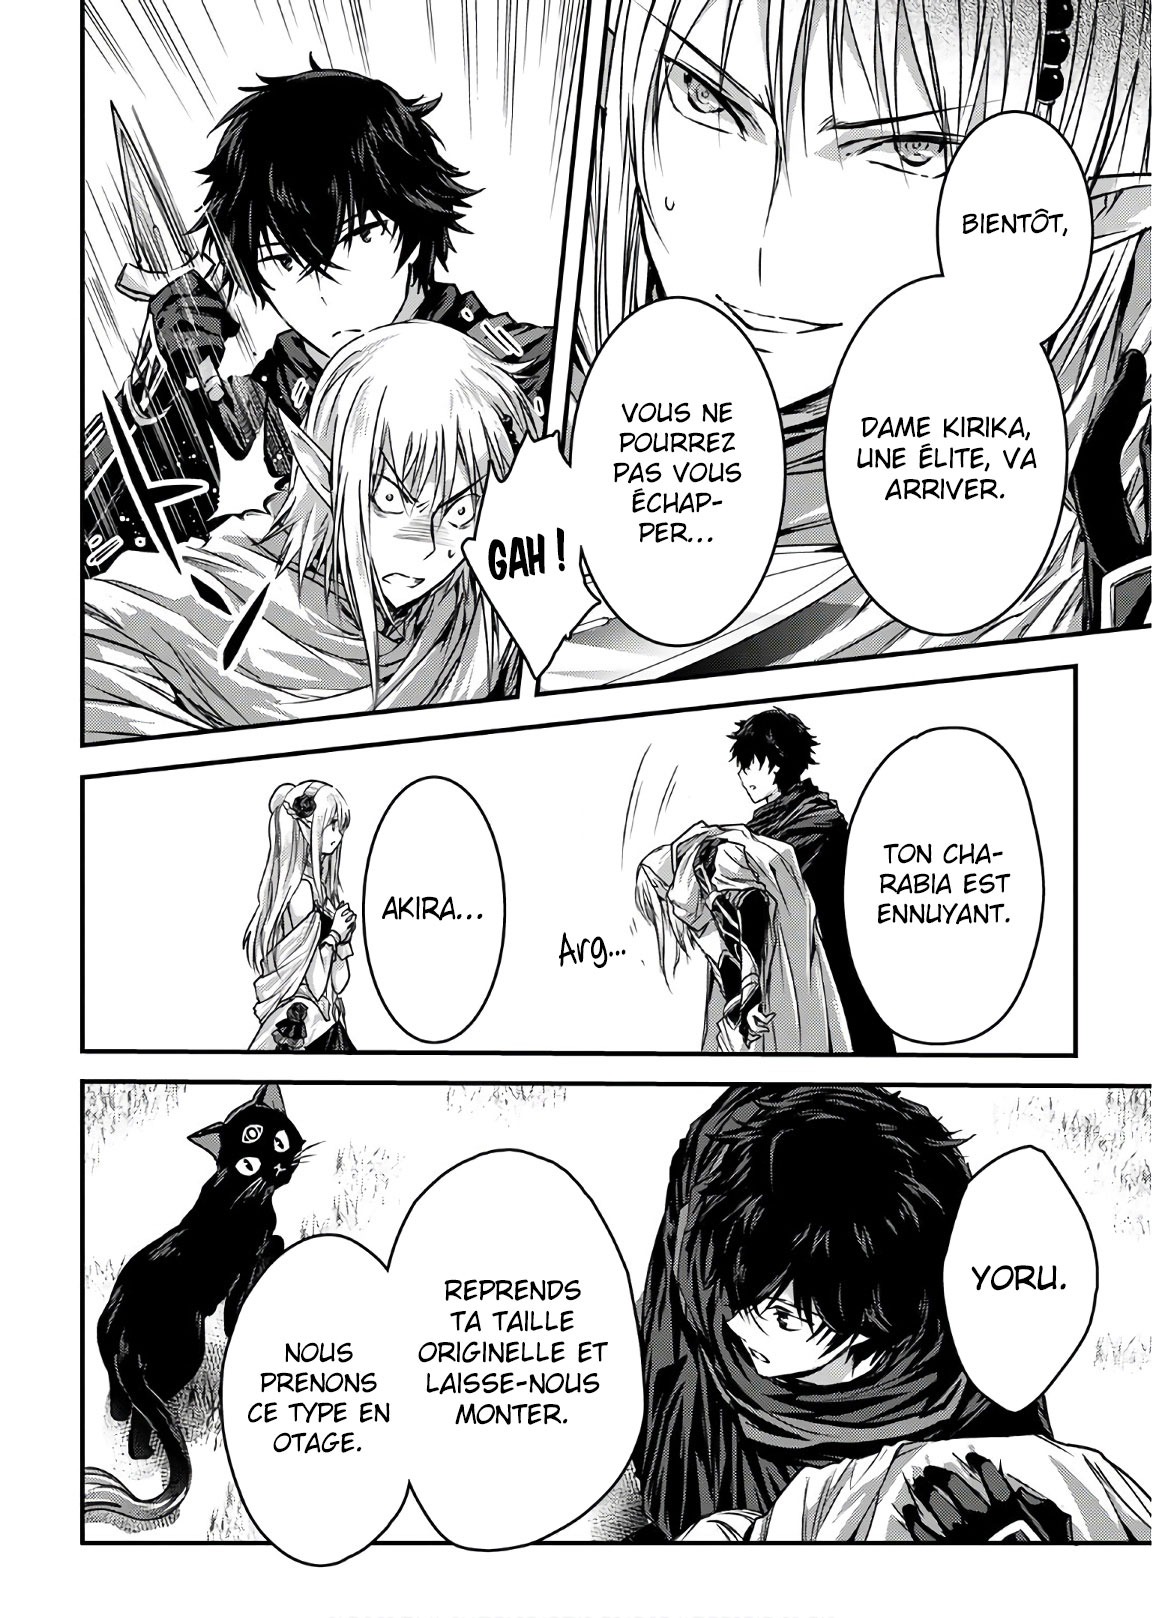 BIENTÔT,
DAME KIRIKA,
UNE ÉLITE, VA
ARRIVER.
VOUS NE
POURREZ
PAS VOUS
ÉCHAP-
PER...
GAH !
TON CHA-
RABIA EST
ENNUYANT.
Arg...
AKIRA...
YORU.
REPRENDS
TA TAILLE
ORIGINELLE ET
LAISSE-NOUS
MONTER.
NOUS
PRENONS
CE TYPE EN
OTAGE.